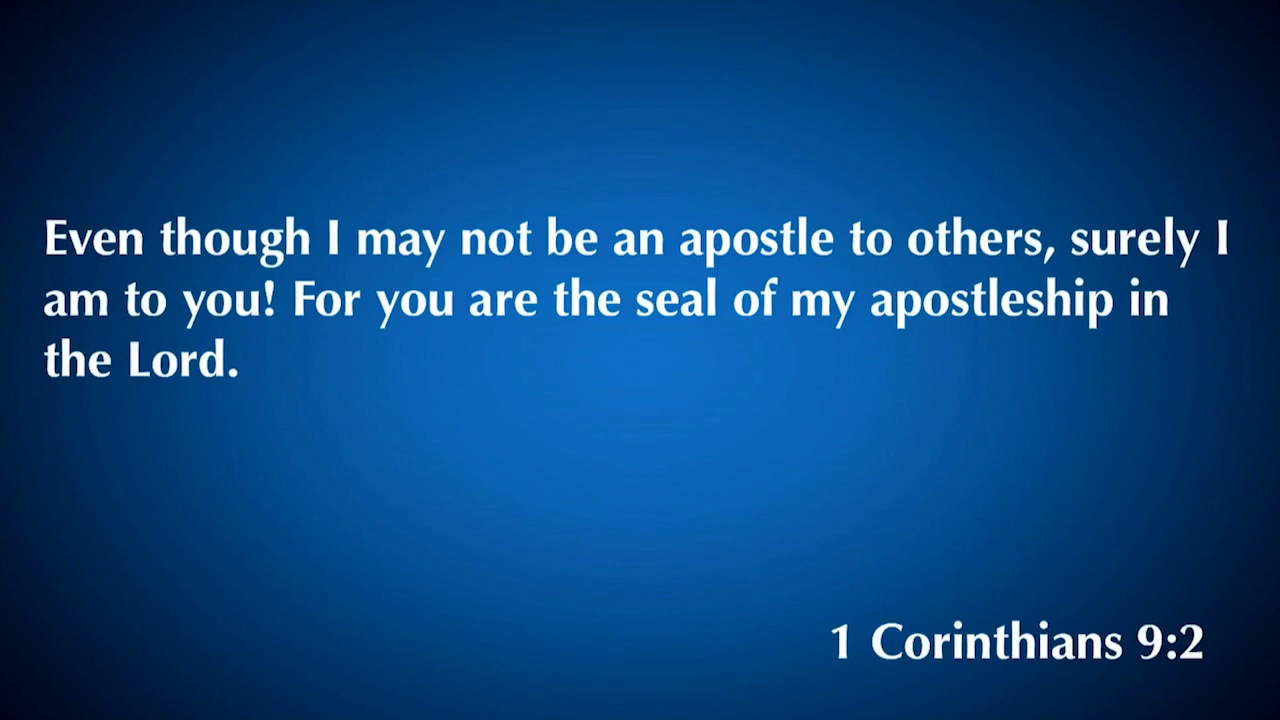 Even though I may not be an apostle to others, surely I
am to you! For you are the seal of my apostleship in
the Lord.
1 Corinthians 9:2